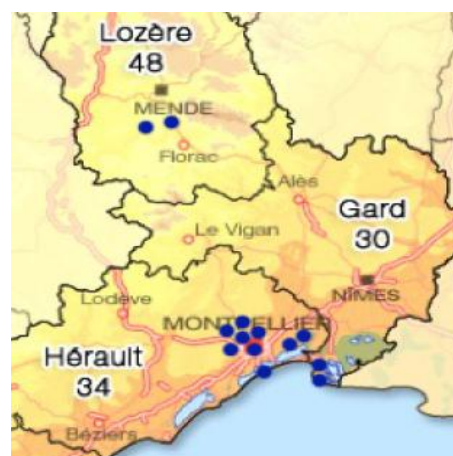 Lozère
48
MENDE
Florac
Alès
Gard
30
Le Vigan
NÎMES
Lodève
MONTPELLIER
Hérault
34
Béziers